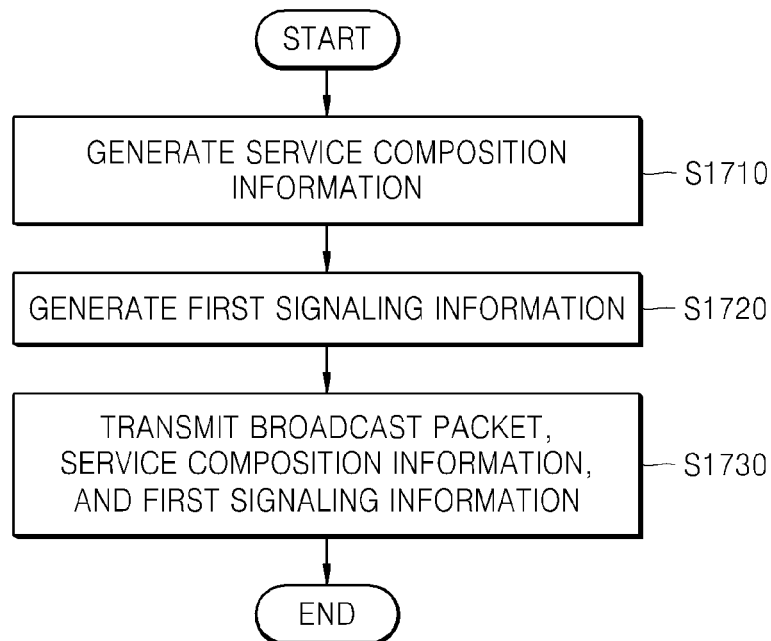 START
GENERATE SERVICE COMPOSITION
INFORMATION
S1710
GENERATE FIRST SIGNALING INFORMATION
S1720
TRANSMIT BROADCAST PACKET,
SERVICE COMPOSITION INFORMATION,
AND FIRST SIGNALING INFORMATION
S1730
END